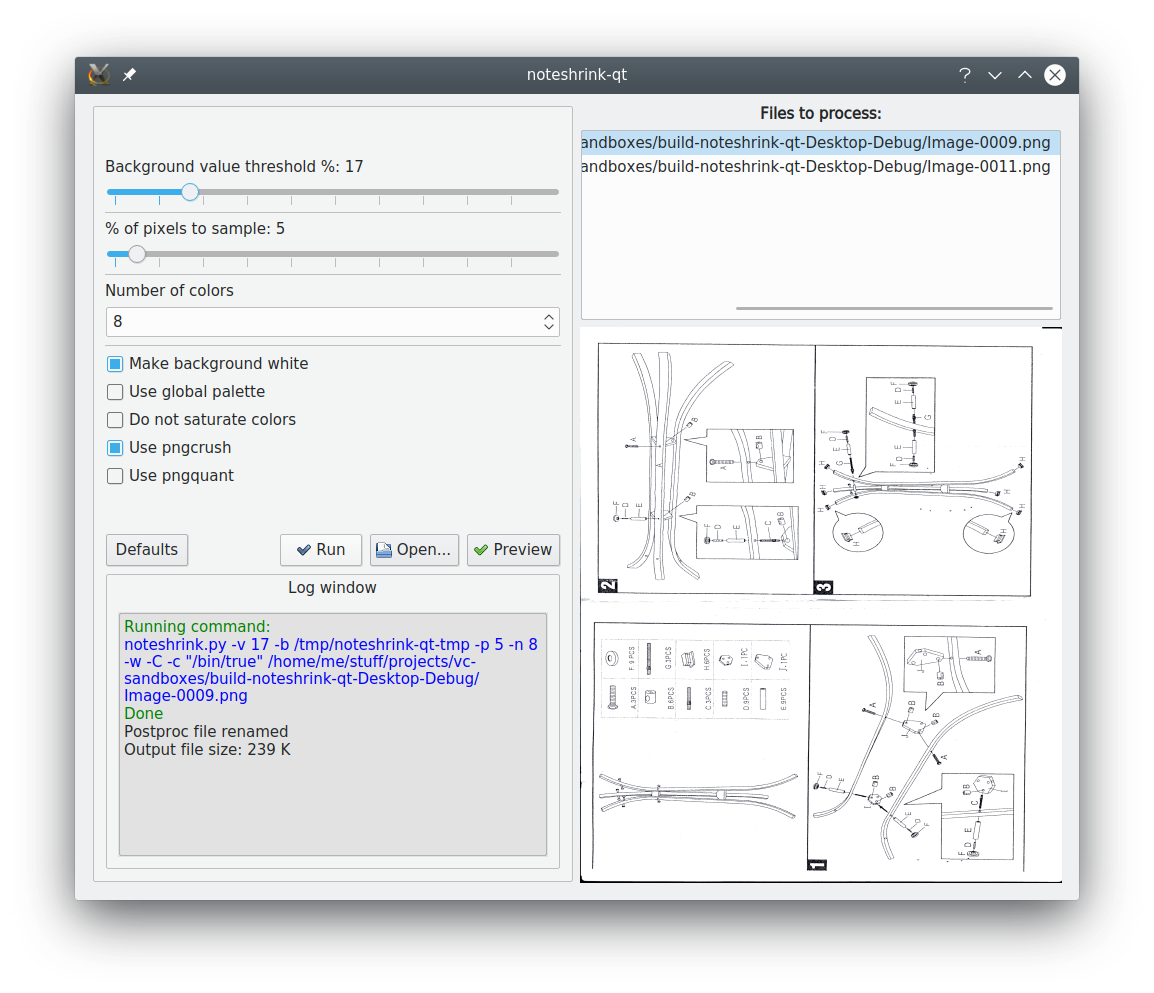 noteshrink-qt
Background value threshold %: 17
% of pixels to sample: 5
Number of colors
8
Make background white
Use global palette
Do not saturate colors
Use pngcrush
Use pngquant
Defaults
Run
Open...
Preview
Log window
Running command:
noteshrink.py -v 17 -b /tmp/noteshrink-qt-tmp -p 5 -n 8
-w -C -c "/bin/true" /home/me/stuff/projects/vc-
sandboxes/build-noteshrink-qt-Desktop-Debug/
Image-0009.png
Done
Postproc file renamed
Output file size: 239 K
Files to process:
andboxes/build-noteshrink-qt-Desktop-Debug/Image-0009.png
andboxes/build-noteshrink-qt-Desktop-Debug/Image-0011.png
2
3
F.9PCS
G.3PCS
H.6PCS
I.1PC
J.1PC
A.3PCS
B.6PCS
C.3PCS
D.9PCS
E.9PCS
1